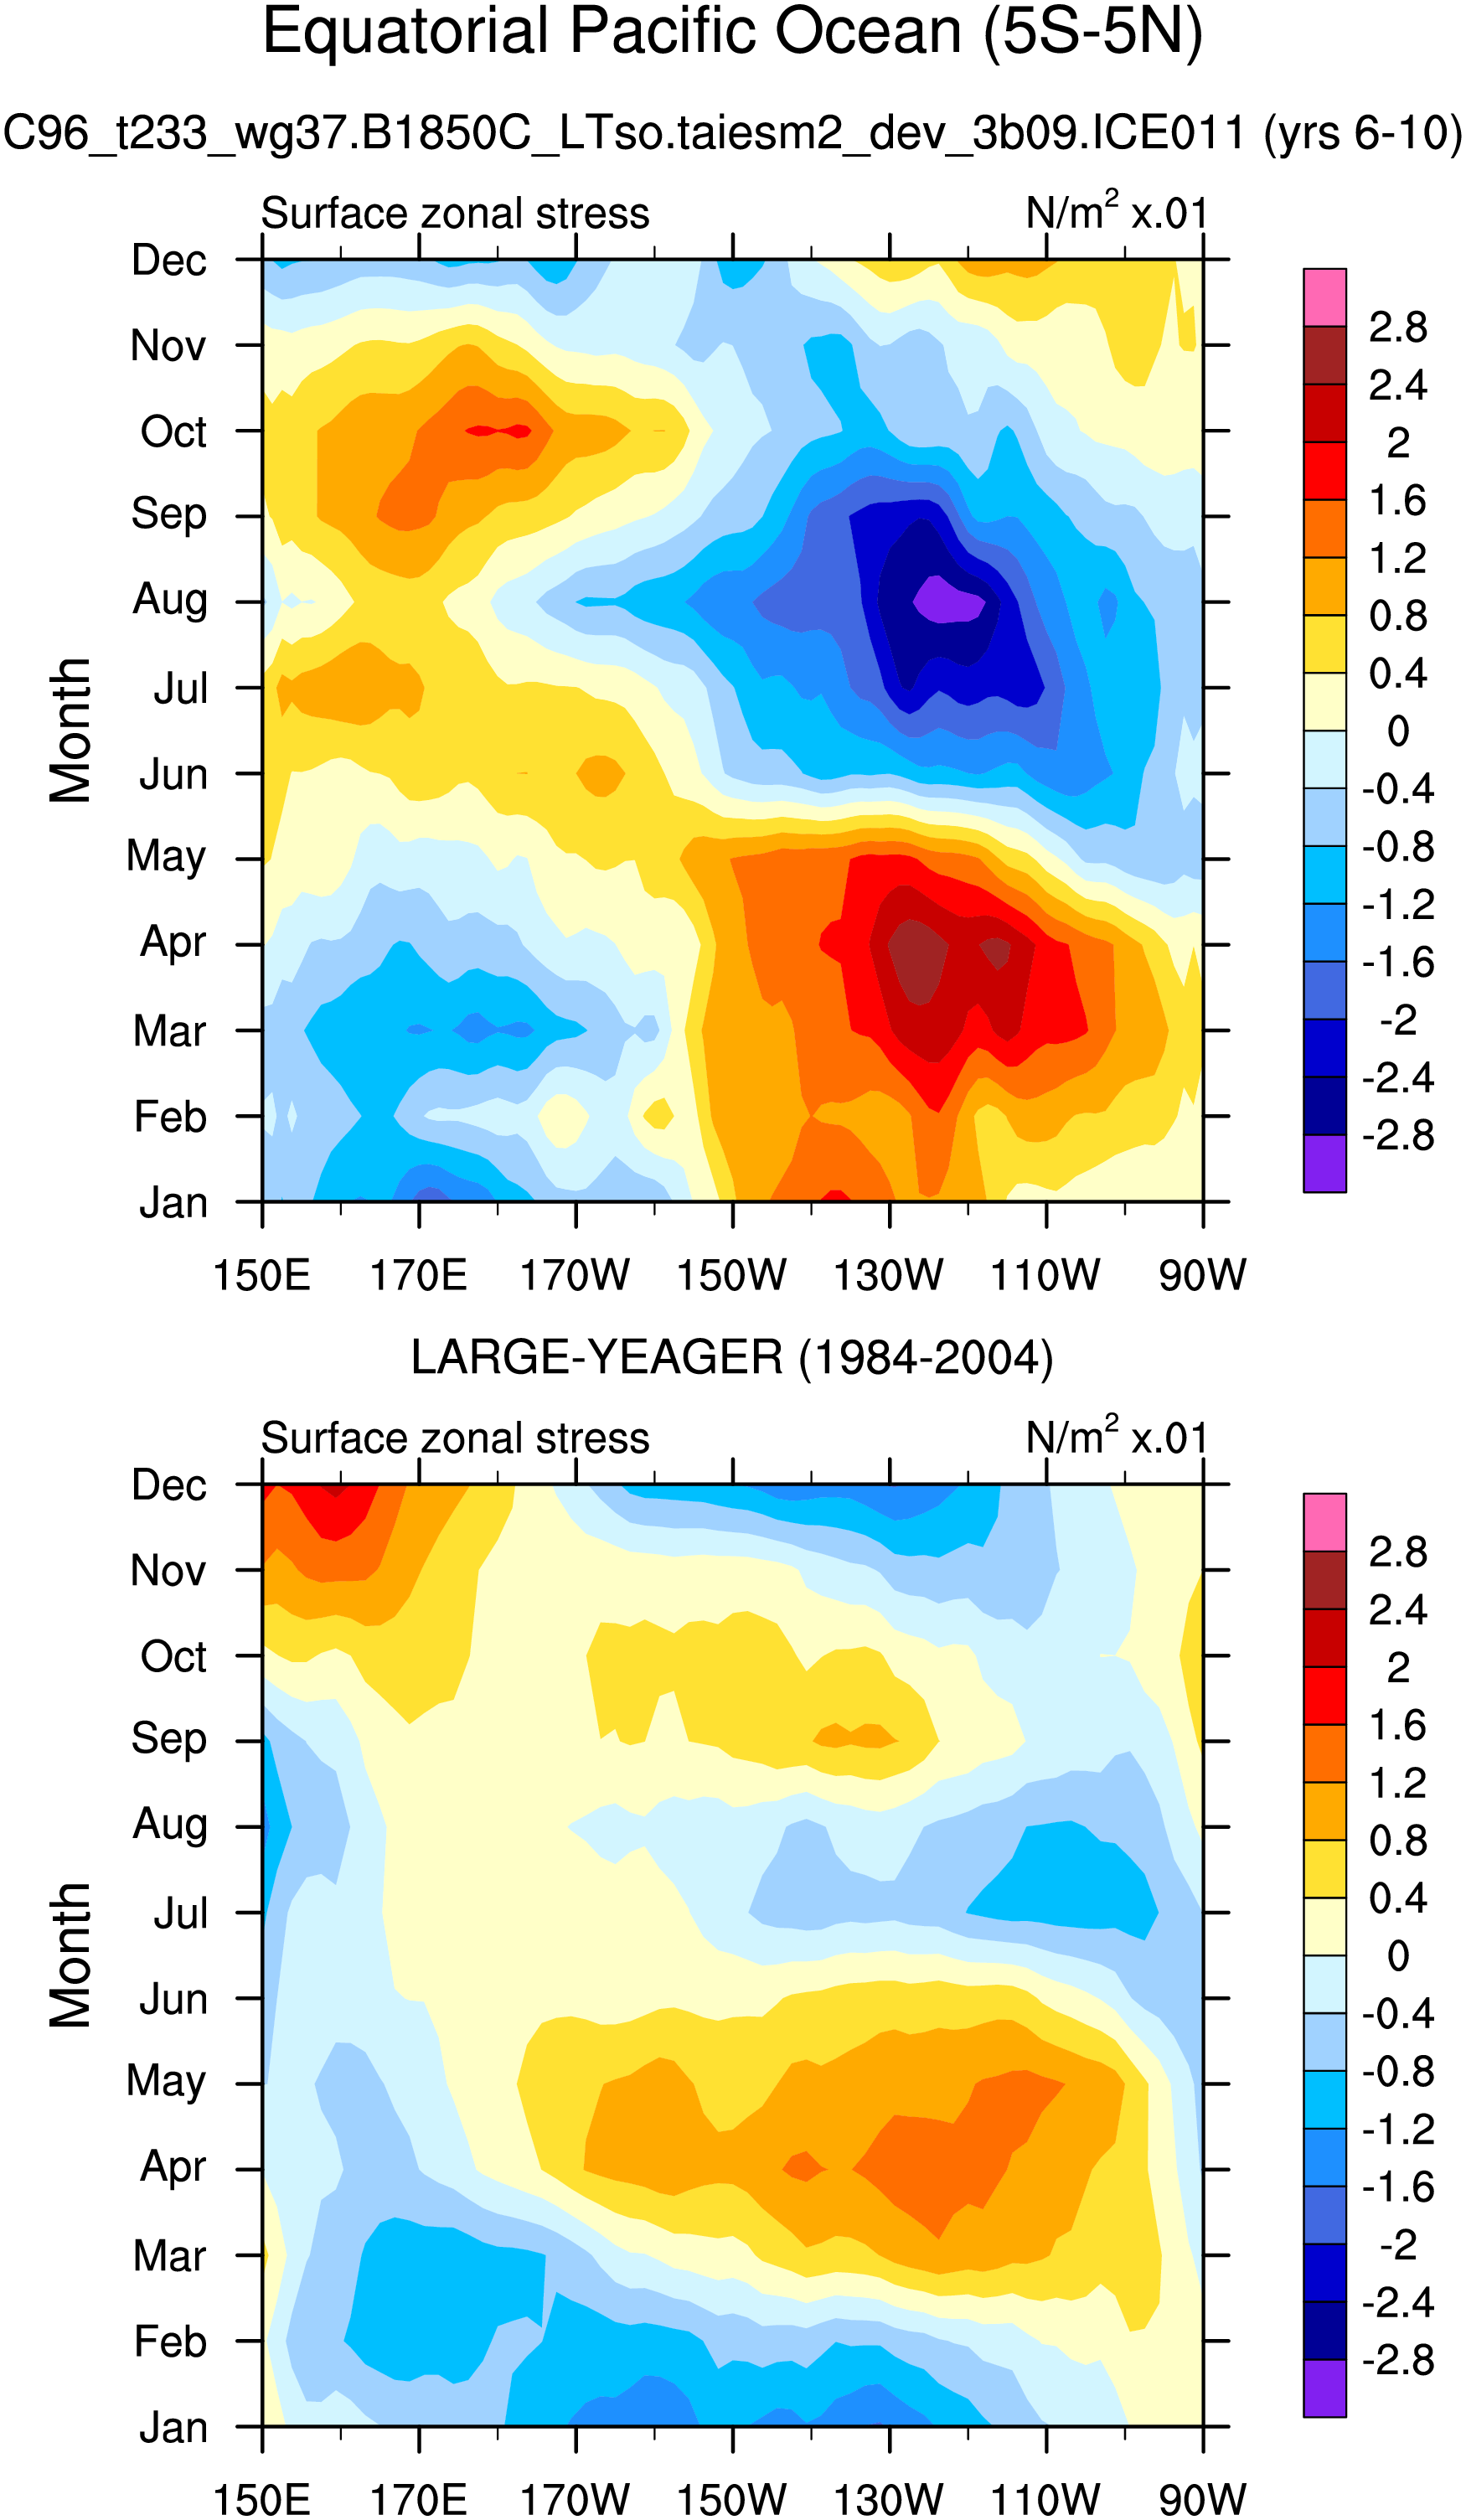 Equatorial Pacific Ocean (5S-5N)
C96_t233_wg37.B1850C_LTso.taiesm2_dev_3b09.ICE011 (yrs 6-10)
Surface zonal stress N/m² x.01
Dec
Nov
Oct
Sep
Aug
Jul
Jun
May
Apr
Mar
Feb
Jan
Month
150E 170E 170W 150W 130W 110W 90W
2.8
2.4
2
1.6
1.2
0.8
0.4
0
-0.4
-0.8
-1.2
-1.6
-2
-2.4
-2.8
LARGE-YEAGER (1984-2004)
Surface zonal stress N/m² x.01
Dec
Nov
Oct
Sep
Aug
Jul
Jun
May
Apr
Mar
Feb
Jan
Month
150E 170E 170W 150W 130W 110W 90W
2.8
2.4
2
1.6
1.2
0.8
0.4
0
-0.4
-0.8
-1.2
-1.6
-2
-2.4
-2.8